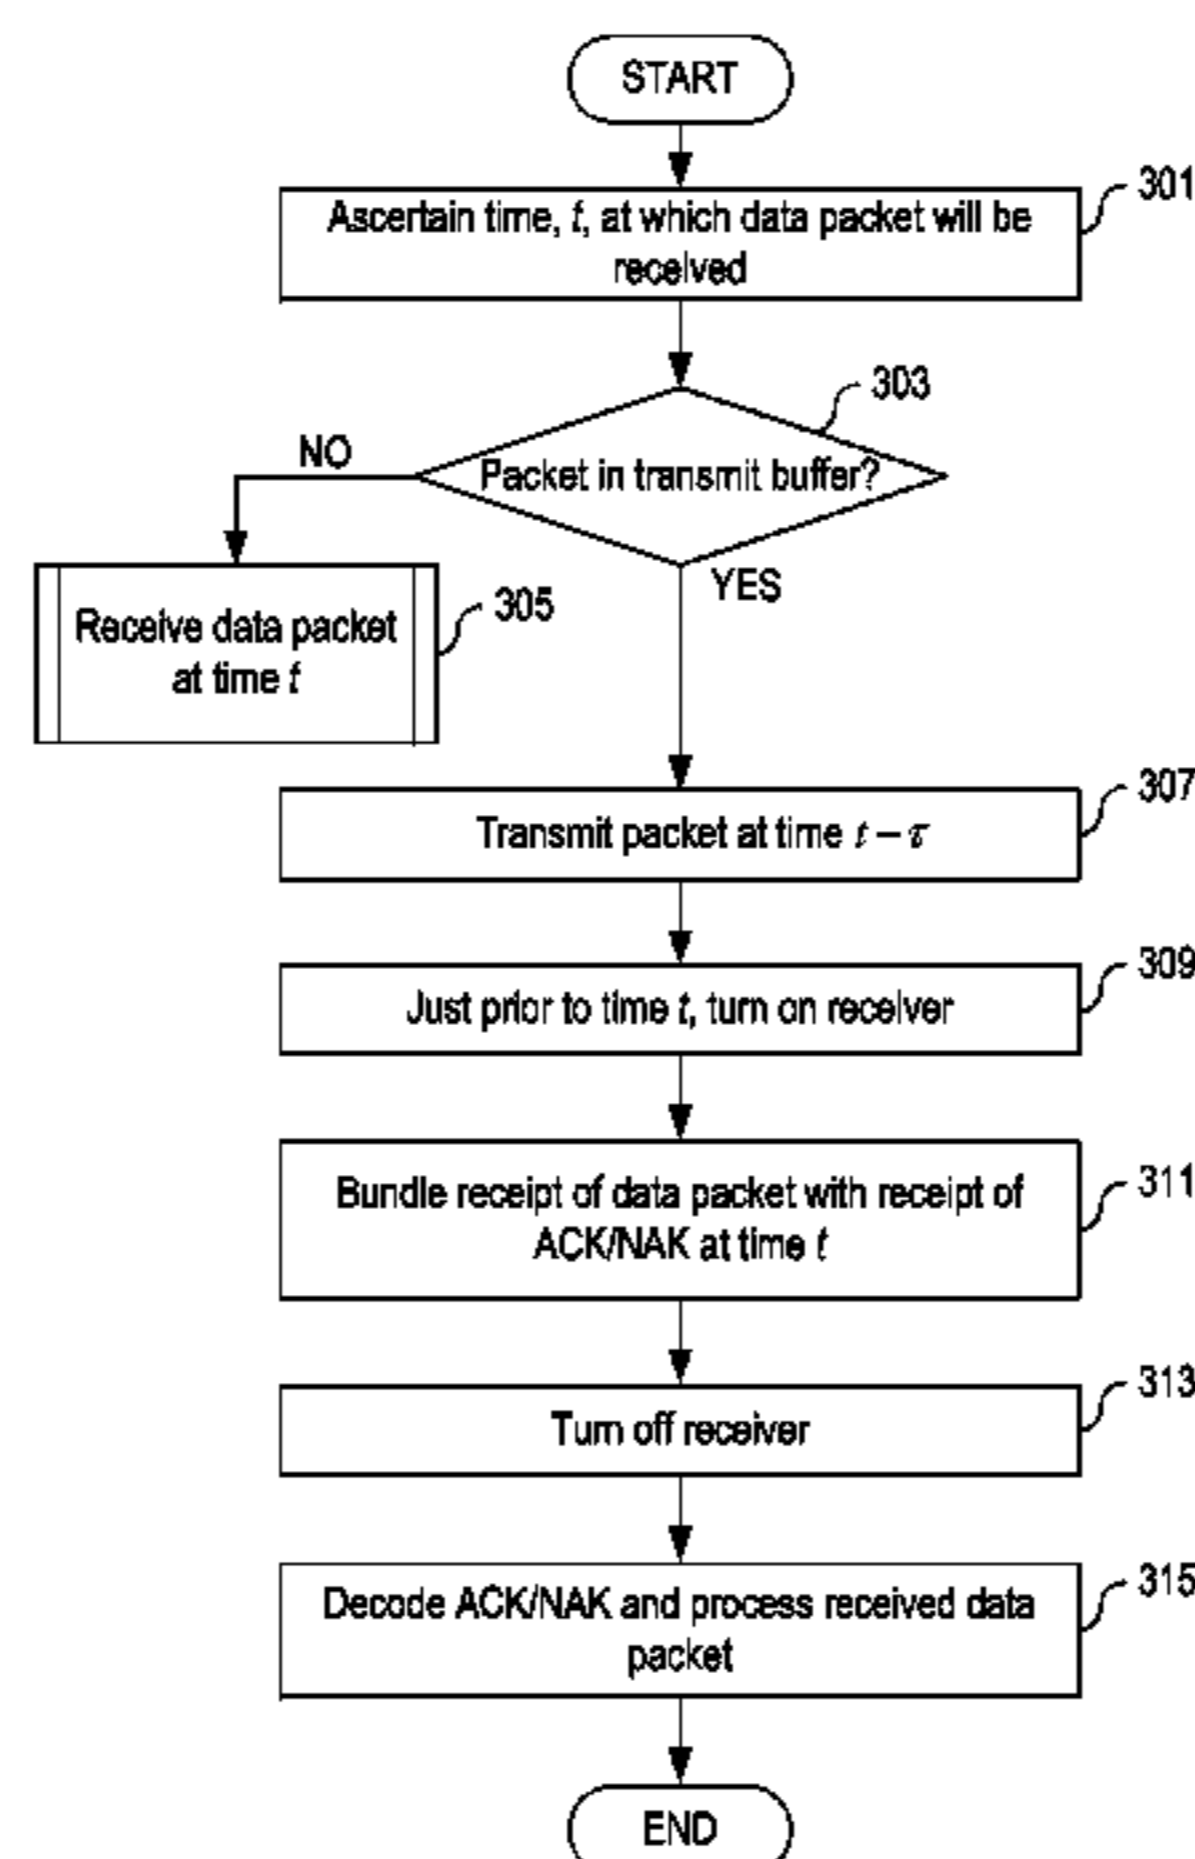 START
301
Ascertain time, t, at which data packet will be
received
303
NO
Packet in transmit buffer?
YES
305
Receive data packet
at time t
307
Transmit packet at time t – τ
309
Just prior to time t, turn on receiver
311
Bundle receipt of data packet with receipt of
ACK/NAK at time t
313
Turn off receiver
315
Decode ACK/NAK and process received data
packet
END